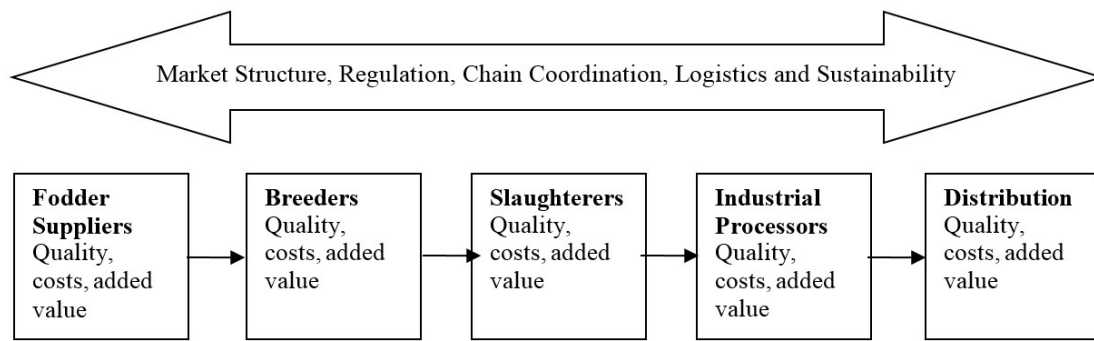 Market Structure, Regulation, Chain Coordination, Logistics and Sustainability
Fodder
Suppliers
Quality,
costs, added
value
Breeders
Quality,
costs, added
value
Slaughterers
Quality,
costs, added
value
Industrial
Processors
Quality,
costs, added
value
Distribution
Quality,
costs, added
value